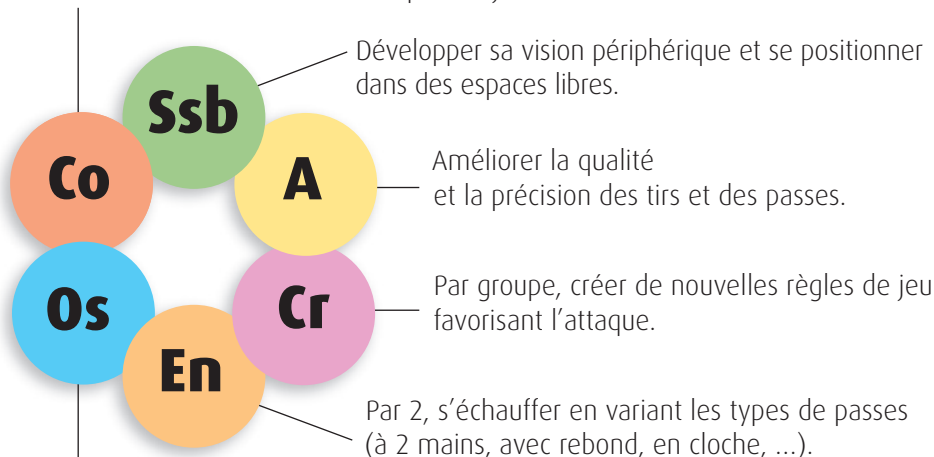 Développer sa vision périphérique et se positionner
dans des espaces libres.
Ssb
Co
A
Améliorer la qualité
et la précision des tirs et des passes.
Os
Cr
Par groupe, créer de nouvelles règles de jeu
favorisant l’attaque.
En
Par 2, s’échauffer en variant les types de passes
(à 2 mains, avec rebond, en cloche, ...).